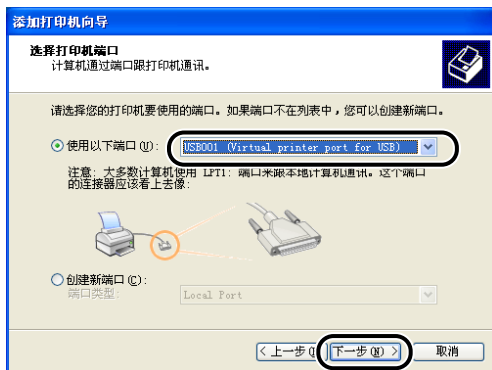 添加打印机向导
选择打印机端口
计算机通过端口跟打印机通讯。
请选择您的打印机要使用的端口。如果端口不在列表中，您可以创建新端口。
使用以下端口(U): USB001 (Virtual printer port for USB)
注意: 大多数计算机使用 LPT1: 端口来跟本地计算机通讯。这个端口
的连接器应该看上去像:
创建新端口(C):
端口类型: Local Port
< 上一步 下一步(N) > 取消